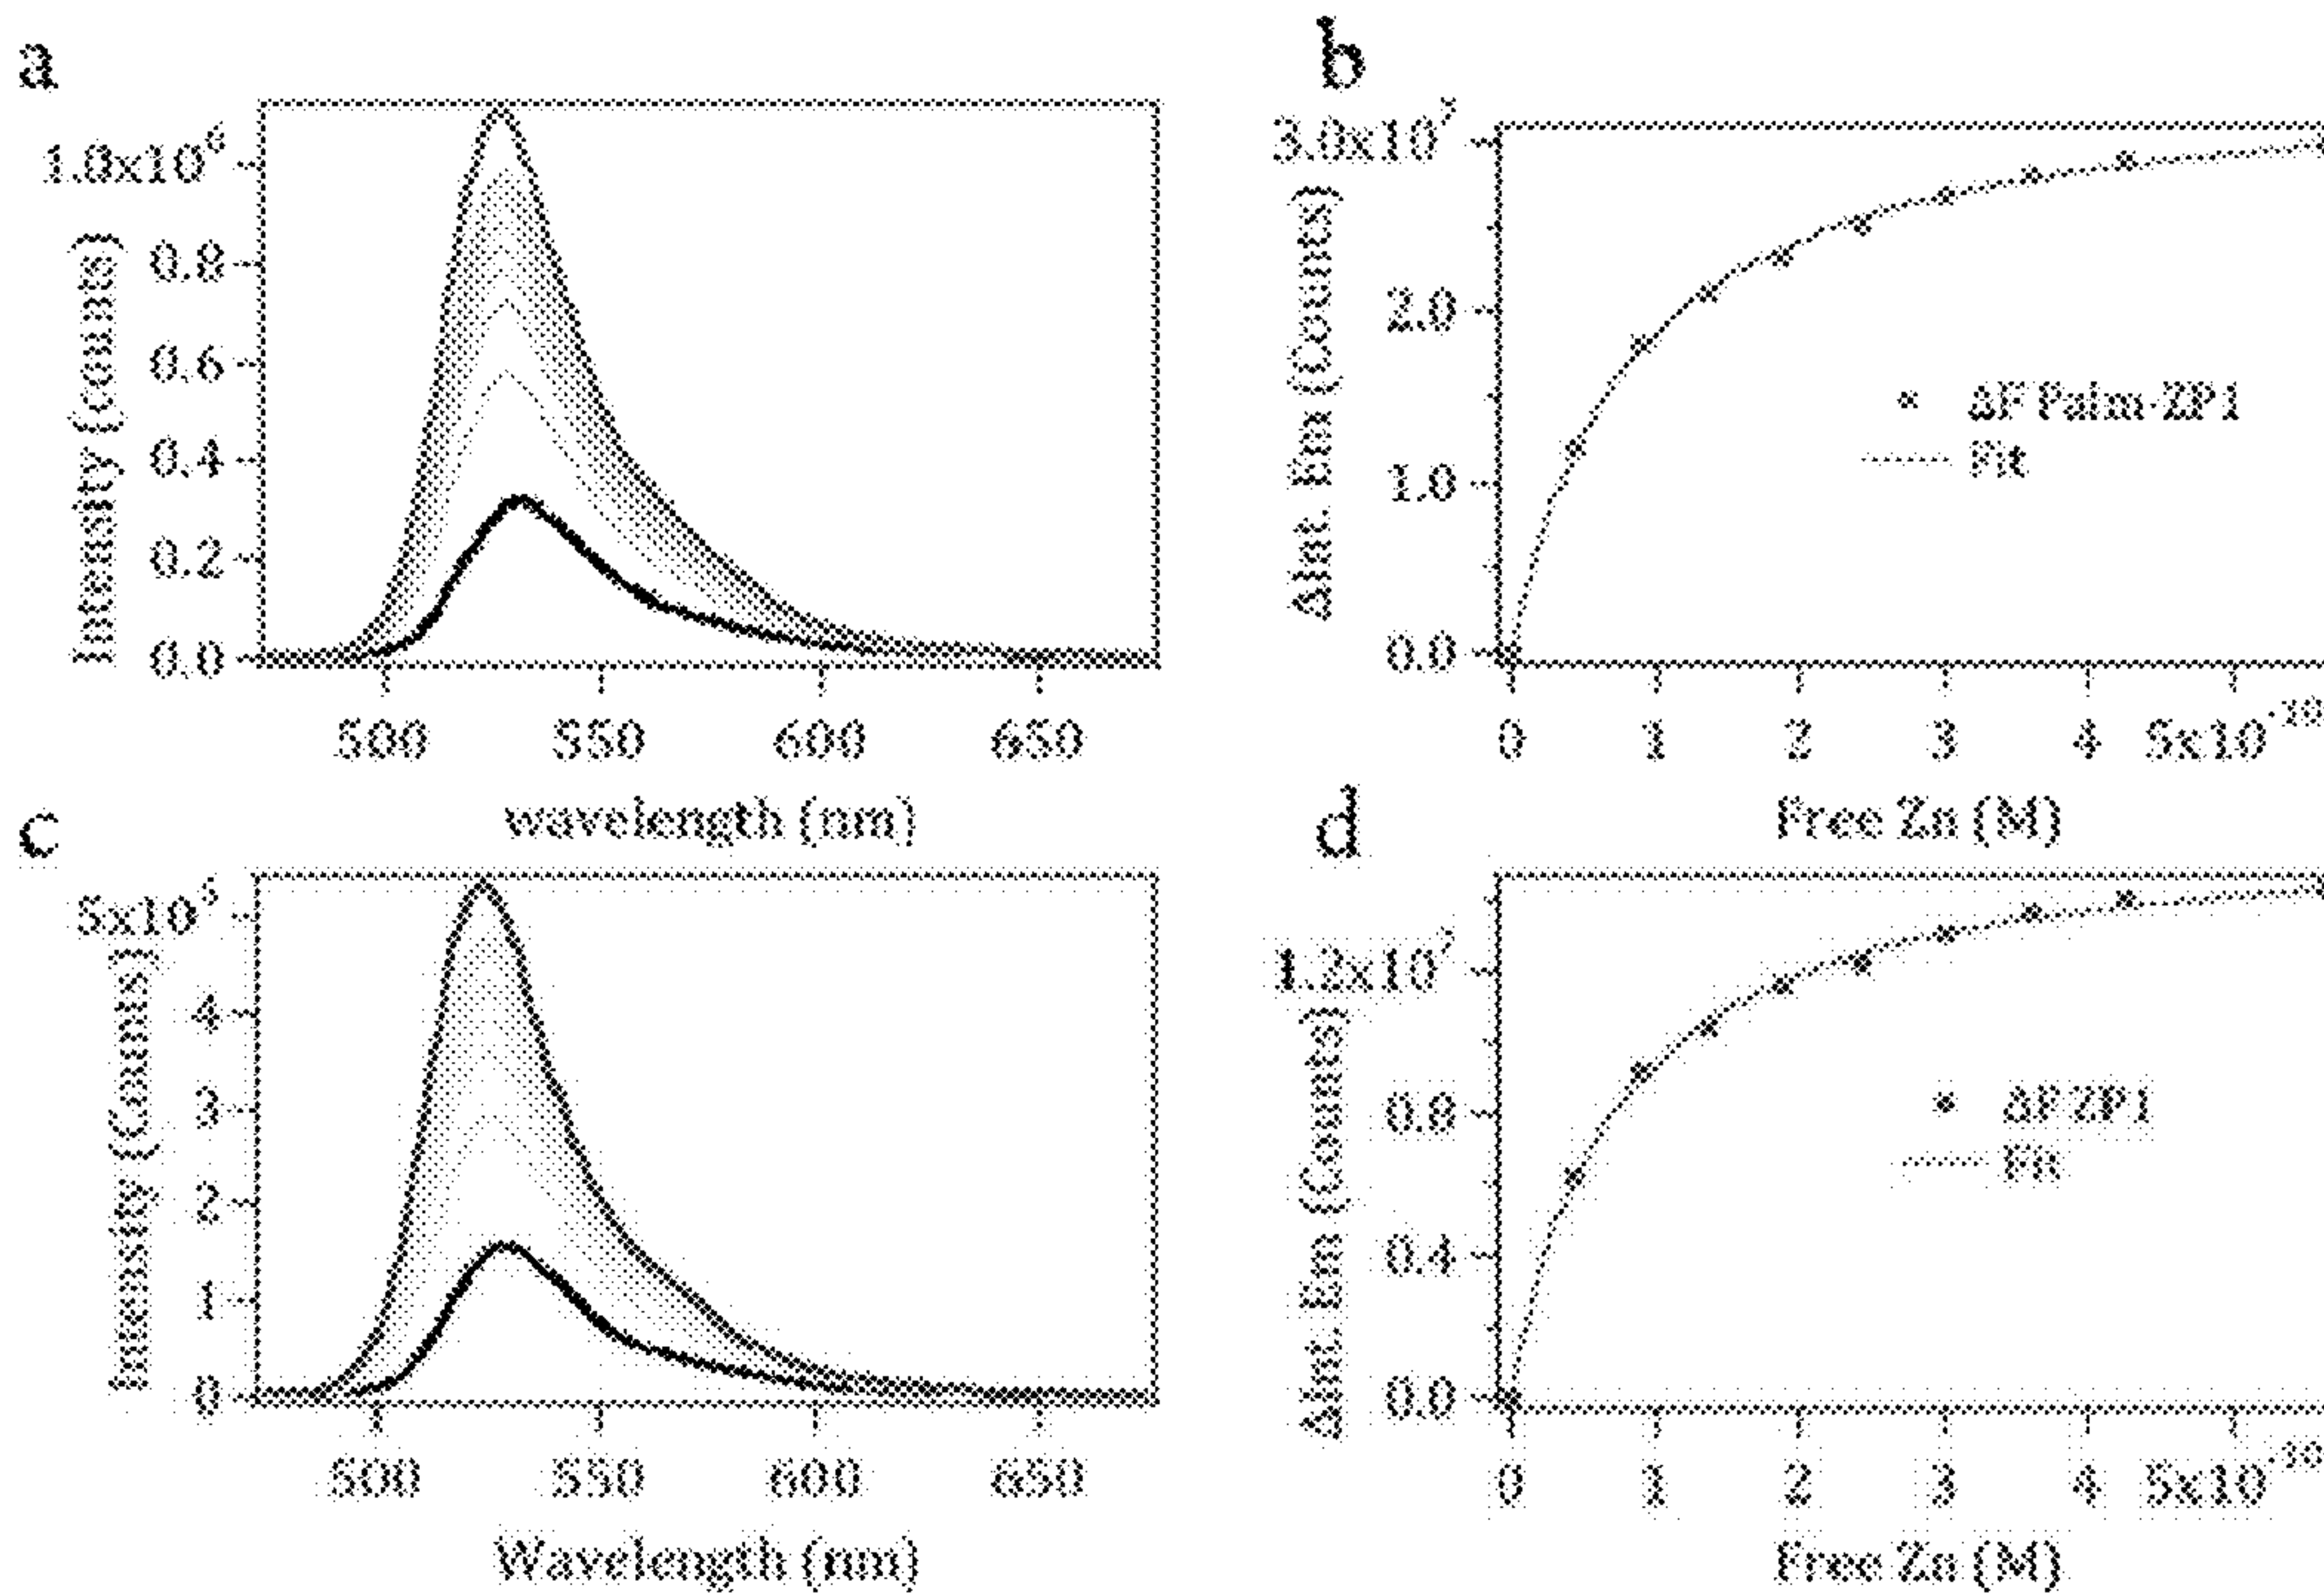 a
1.0x10⁶
0.8
0.6
0.4
0.2
0.0
Intensity (counts)
500 550 600 650
wavelength (nm)
b
3.0x10⁷
2.0
1.0
0.0
ΔInt. Em (Counts)
ΔF Palm-ZP1
Fit
0 1 2 3 4 5x10⁻¹⁰
Free Zn (M)
c
5x10⁵
4
3
2
1
0
Intensity (Counts)
500 550 600 650
Wavelength (nm)
d
1.2x10⁷
0.8
0.4
0.0
ΔInt. Em (Counts)
ΔF ZP1
Fit
0 1 2 3 4 5x10⁻¹⁰
Free Zn (M)